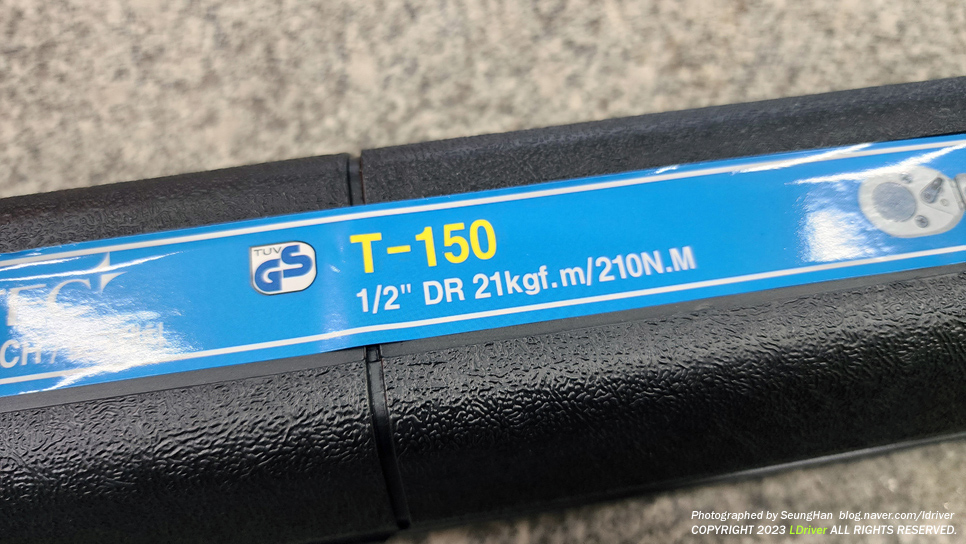 TUV
GS
T-150
1/2" DR 21kgf.m/210N.M
Photographed by SeungHan blog.naver.com/ldriver
COPYRIGHT 2023 LDriver ALL RIGHTS RESERVED.